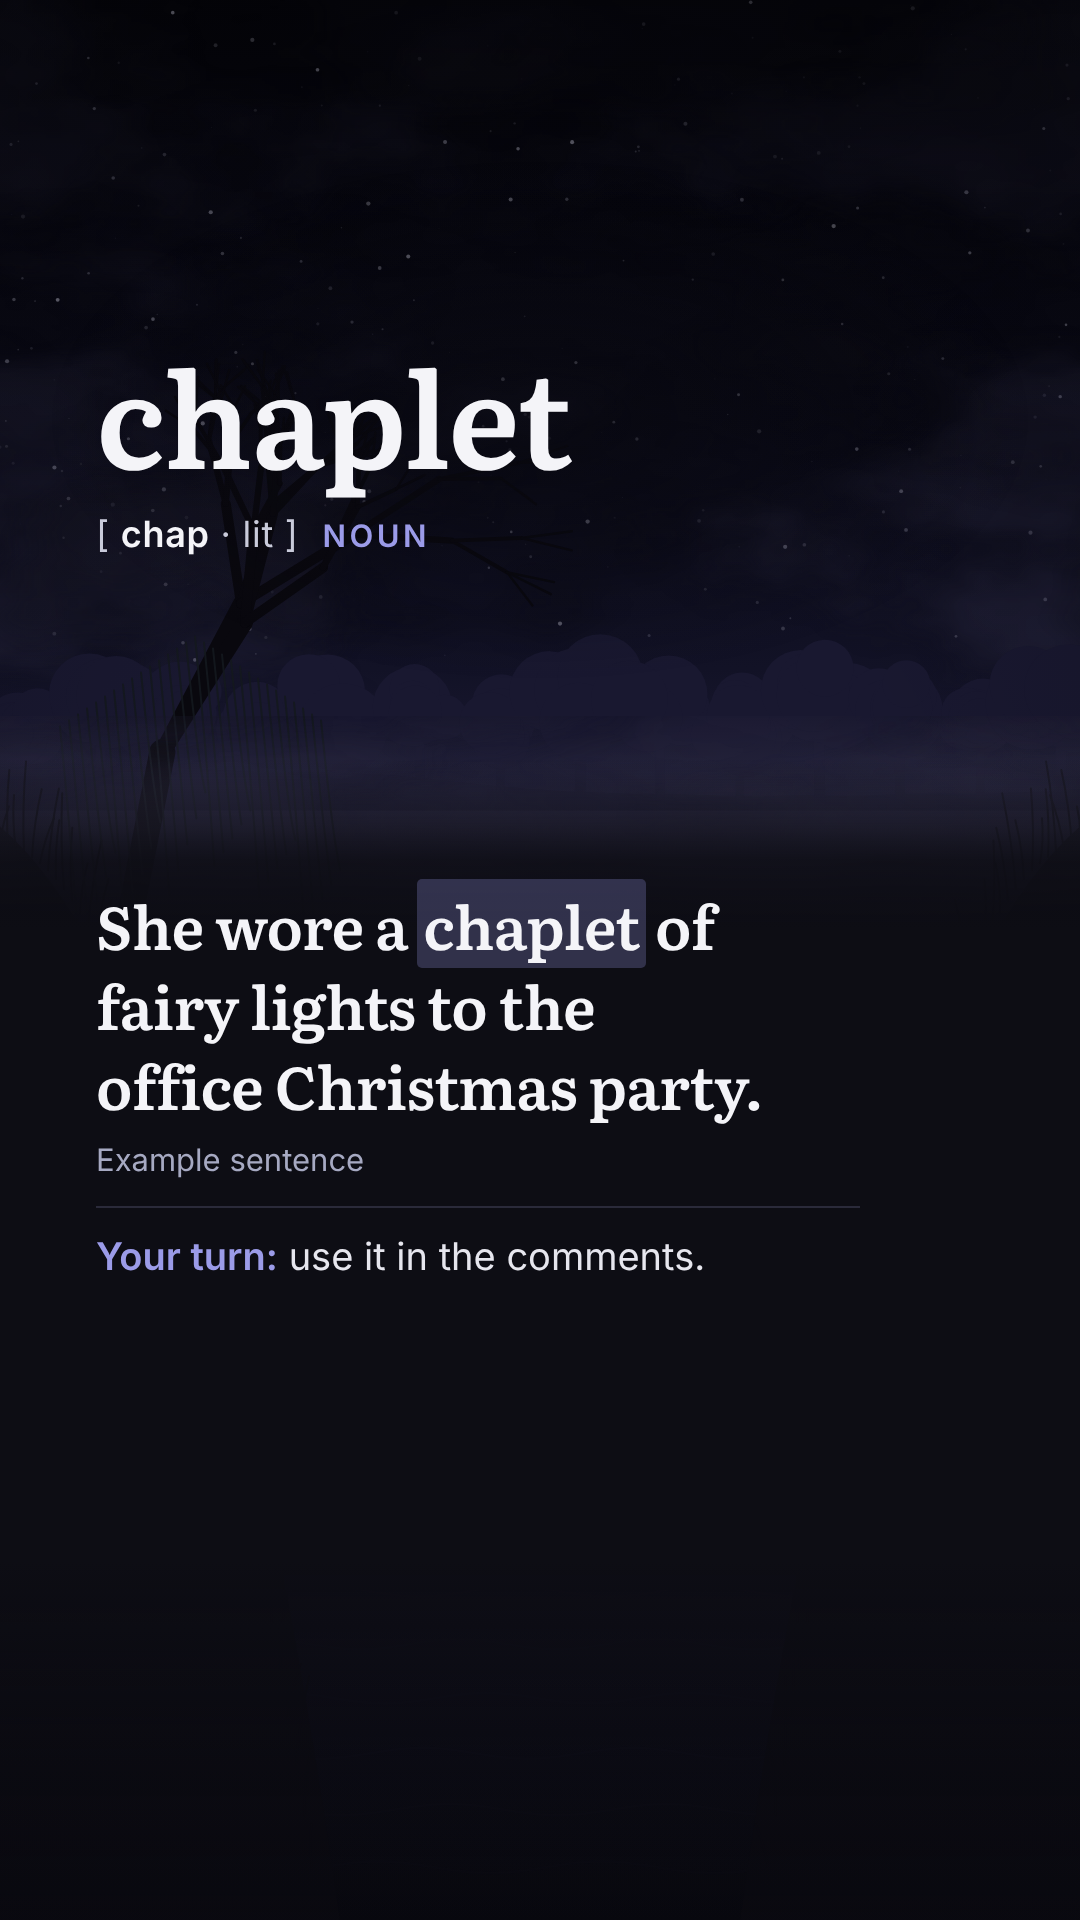 chaplet
[ chap · lit ] NOUN
She wore a chaplet of
fairy lights to the
office Christmas party.
Example sentence
Your turn: use it in the comments.